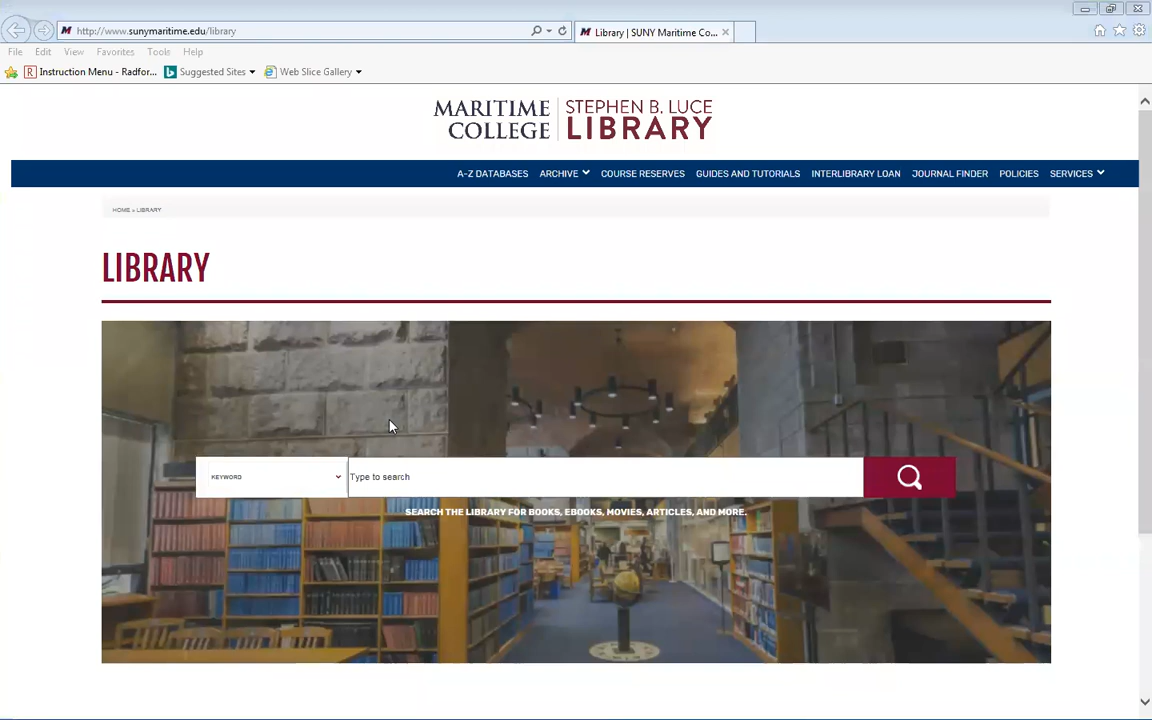 http://www.sunymaritime.edu/library
Library | SUNY Maritime Co...
File Edit View Favorites Tools Help
Instruction Menu - Radfor... Suggested Sites Web Slice Gallery
MARITIME COLLEGE
STEPHEN B. LUCE LIBRARY
A-Z DATABASES ARCHIVE COURSE RESERVES GUIDES AND TUTORIALS INTERLIBRARY LOAN JOURNAL FINDER POLICIES SERVICES
HOME » LIBRARY
LIBRARY
KEYWORD Type to search
SEARCH THE LIBRARY FOR BOOKS, EBOOKS, MOVIES, ARTICLES, AND MORE.